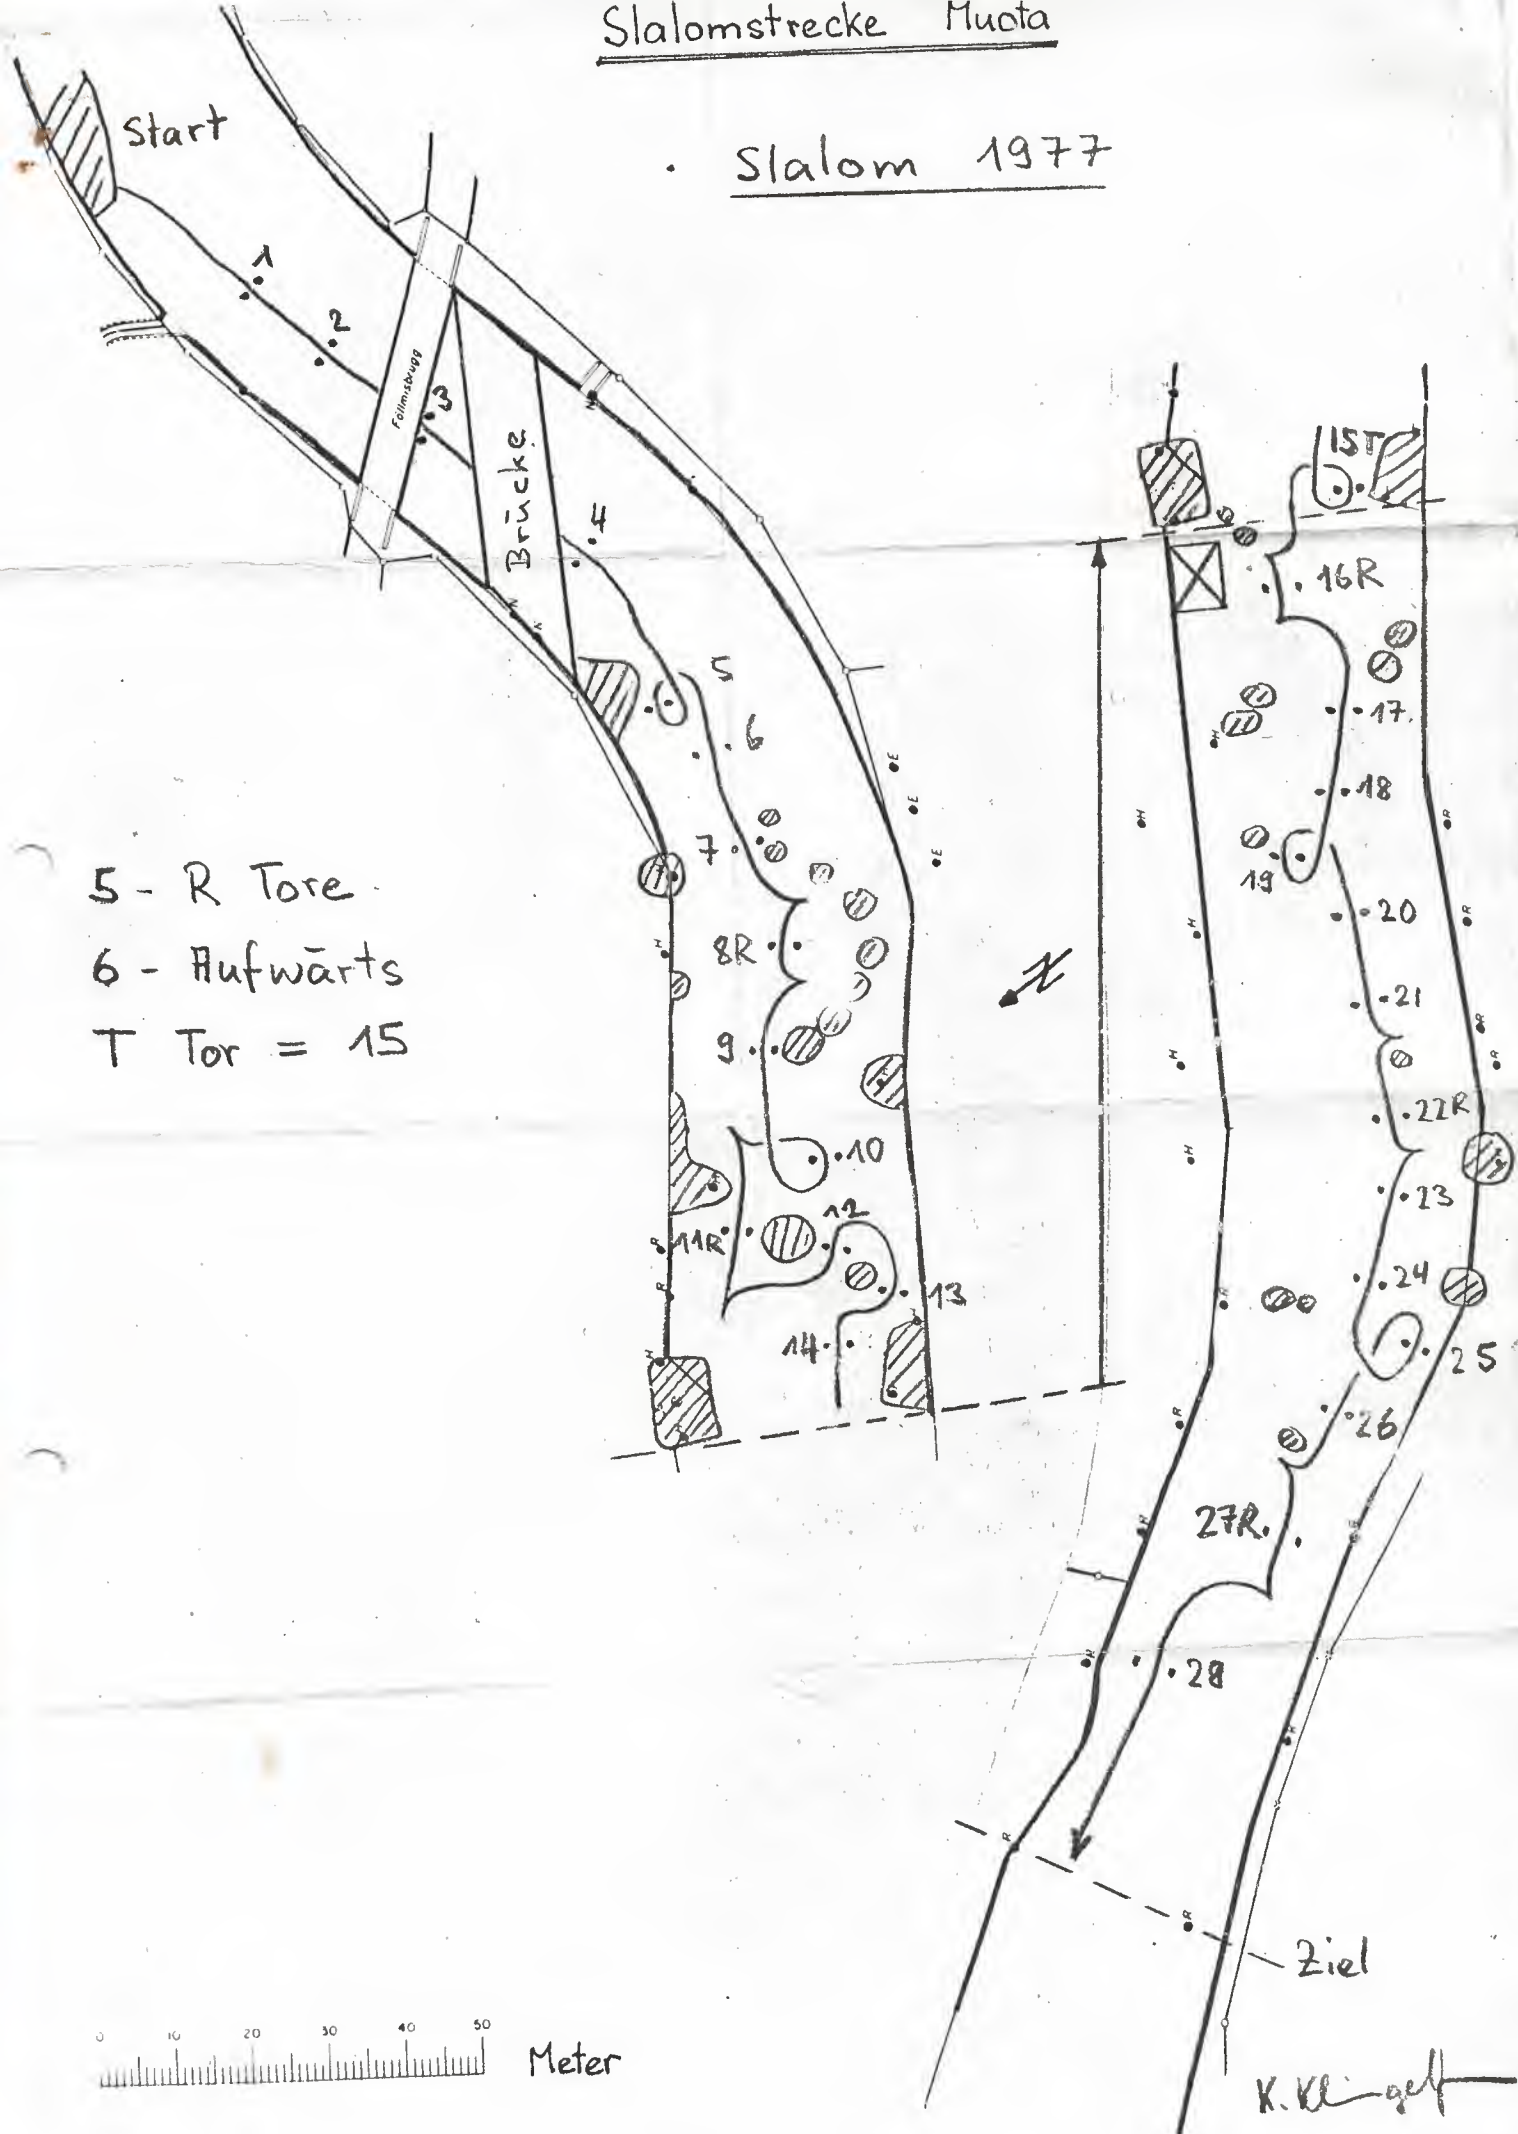 Slalomstrecke Muota
Slalom 1977
Start
1
2
Föllmisbrugg
3
Brücke
4
5
6
7
8R
9
10
11R
12
13
14
5 - R Tore
6 - Aufwärts
T Tor = 15
15T
16R
17
18
19
20
21
22R
23
24
25
26
27R
28
Ziel
0 10 20 30 40 50
Meter
N
H
R
E
E
E
H
H
H
H
H
R
R
R
R
R
R
R
R
R
R
R